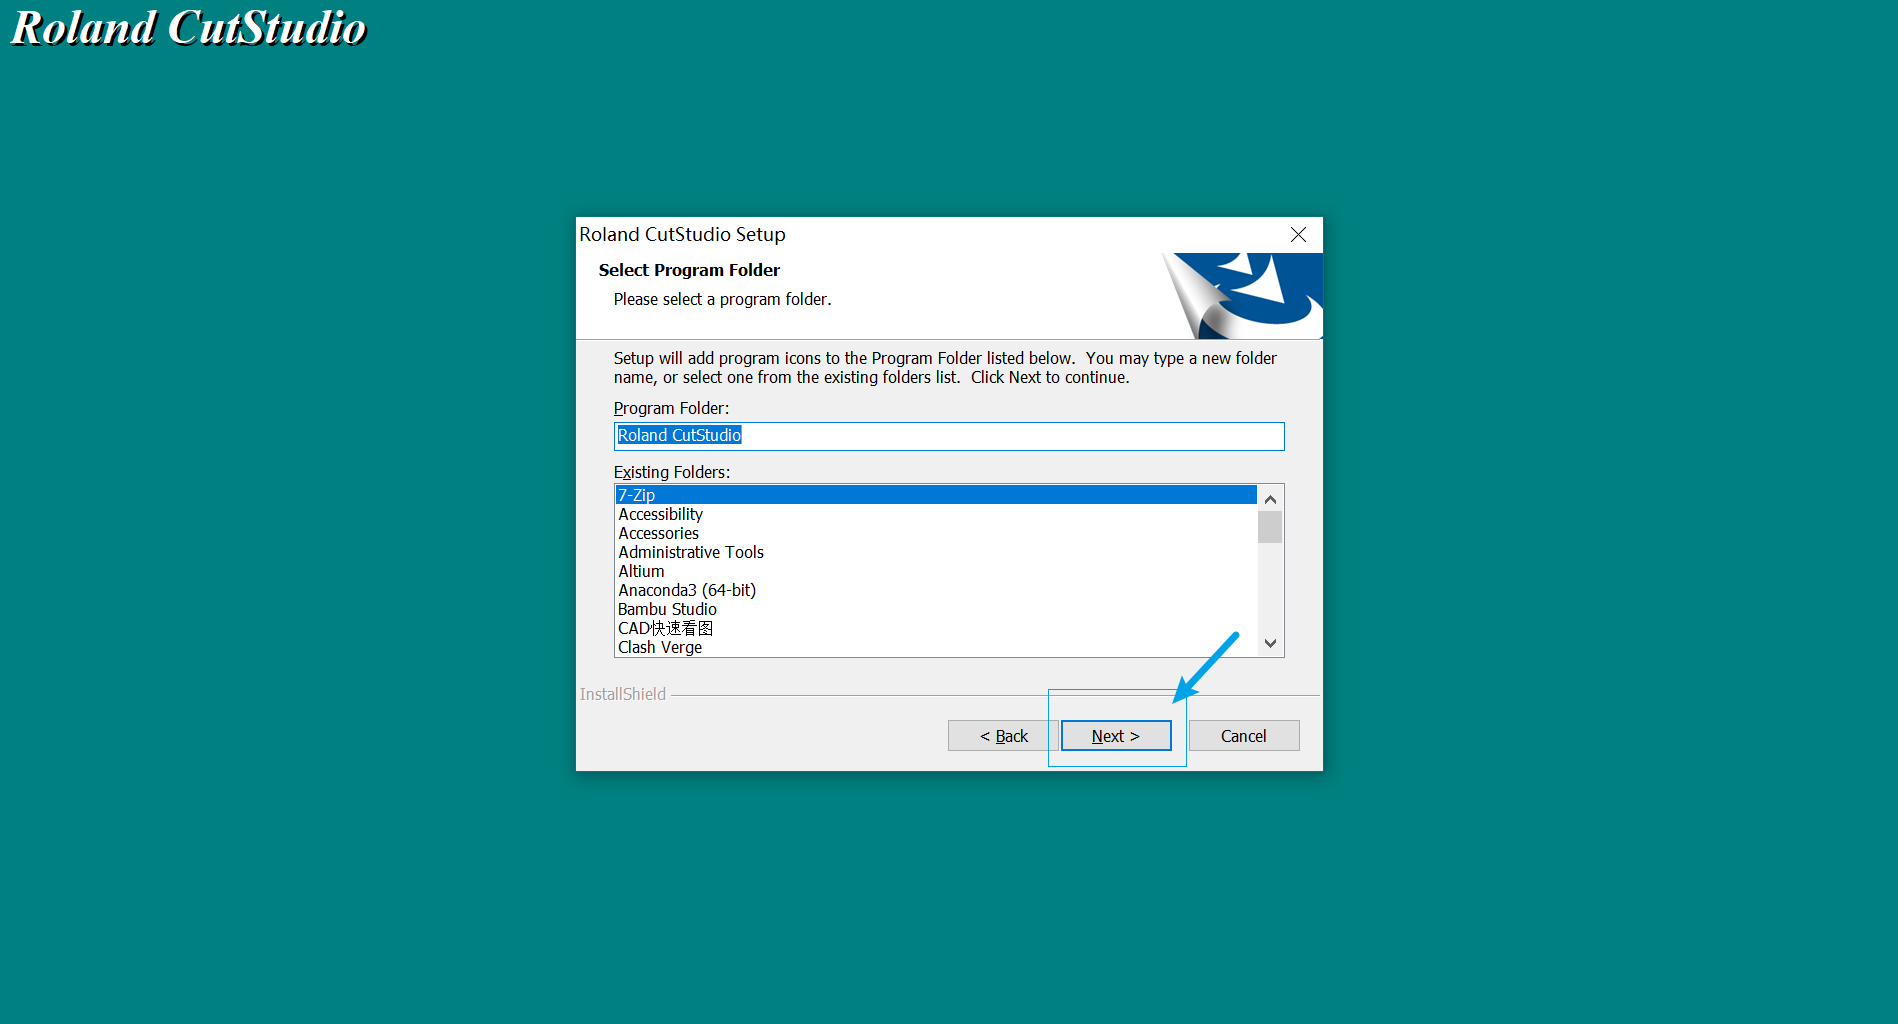 Roland CutStudio
Roland CutStudio Setup
Select Program Folder
Please select a program folder.
Setup will add program icons to the Program Folder listed below.  You may type a new folder
name, or select one from the existing folders list.  Click Next to continue.
Program Folder:
Roland CutStudio
Existing Folders:
7-Zip
Accessibility
Accessories
Administrative Tools
Altium
Anaconda3 (64-bit)
Bambu Studio
CAD快速看图
Clash Verge
InstallShield
< Back
Next >
Cancel